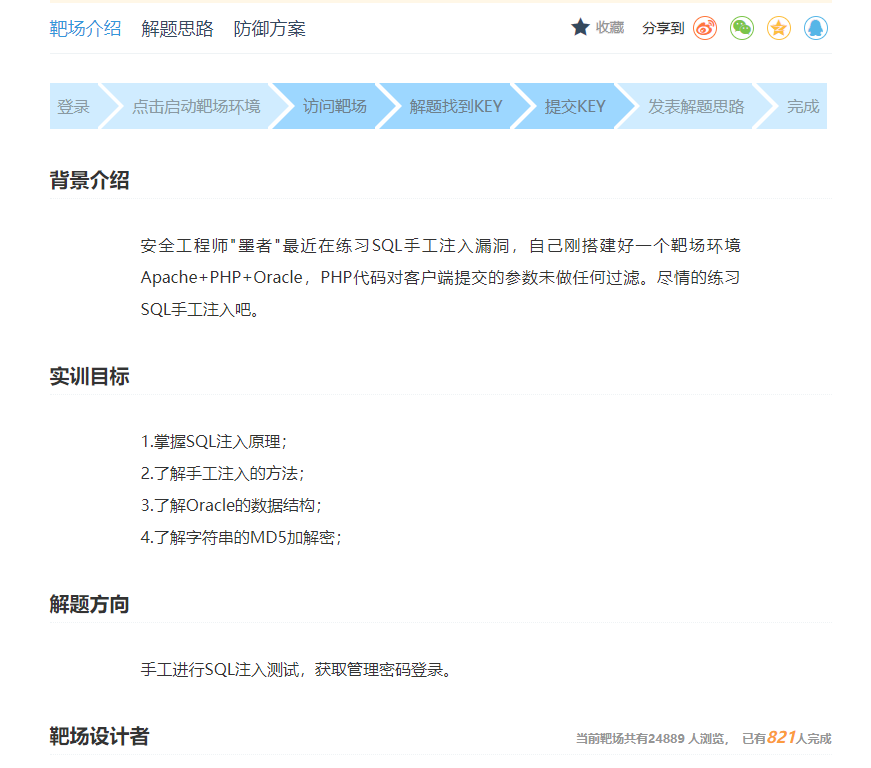 靶场介绍 解题思路 防御方案 收藏 分享到
登录 点击启动靶场环境 访问靶场 解题找到KEY 提交KEY 发表解题思路 完成
背景介绍
安全工程师"墨者"最近在练习SQL手工注入漏洞，自己刚搭建好一个靶场环境
Apache+PHP+Oracle，PHP代码对客户端提交的参数未做任何过滤。尽情的练习
SQL手工注入吧。
实训目标
1.掌握SQL注入原理；
2.了解手工注入的方法；
3.了解Oracle的数据结构；
4.了解字符串的MD5加解密；
解题方向
手工进行SQL注入测试，获取管理密码登录。
靶场设计者 当前靶场共有24889 人浏览， 已有821人完成